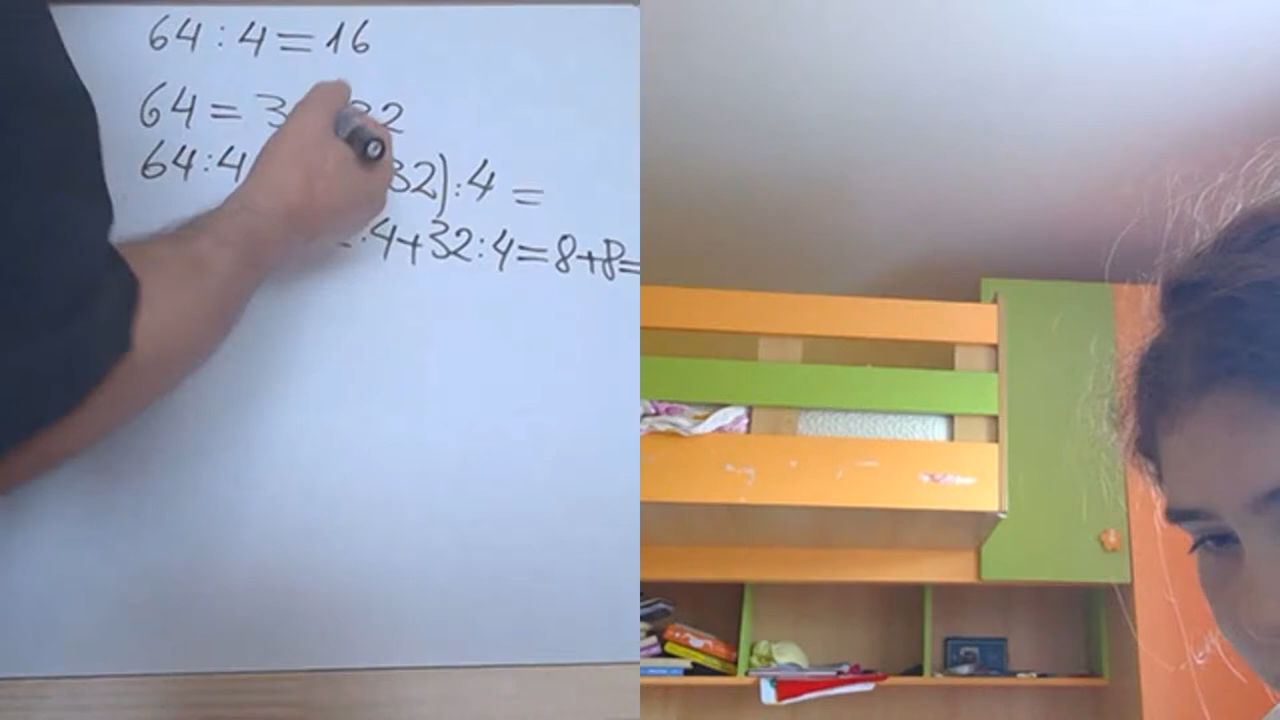 64 : 4 = 16
64 = 3 32
64:4 32) : 4 =
:4+32:4=8+8=